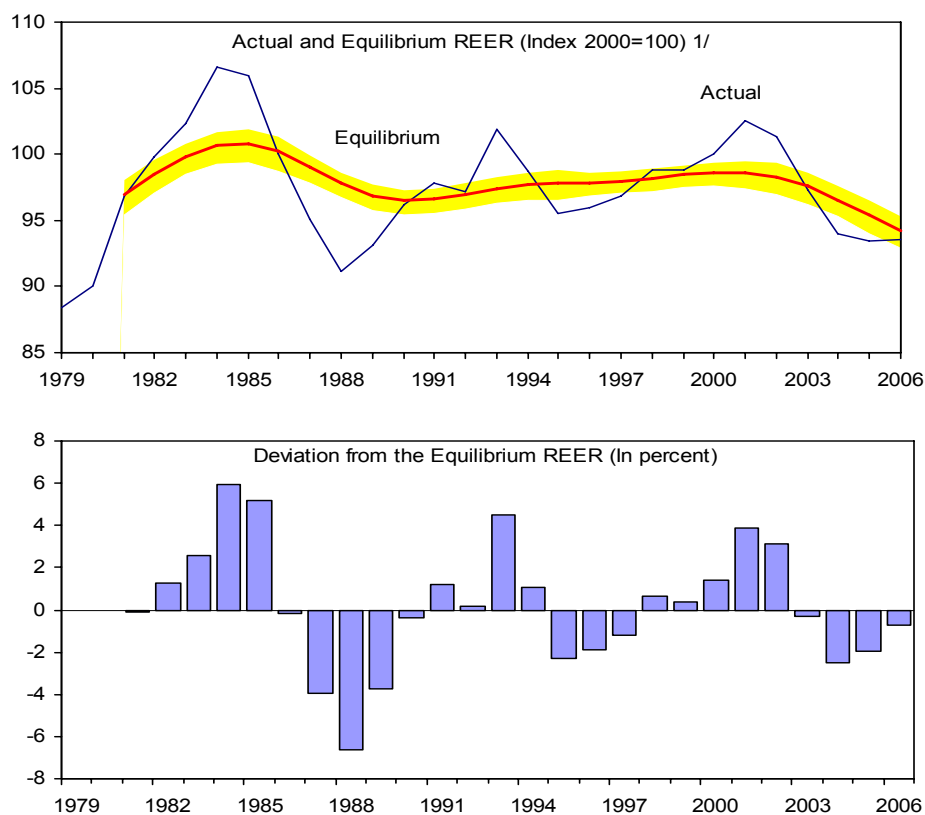 Actual and Equilibrium REER (Index 2000=100) 1/
110
105
100
95
90
85
Actual
Equilibrium
1979 1982 1985 1988 1991 1994 1997 2000 2003 2006
Deviation from the Equilibrium REER (In percent)
8
6
4
2
0
-2
-4
-6
-8
1979 1982 1985 1988 1991 1994 1997 2000 2003 2006